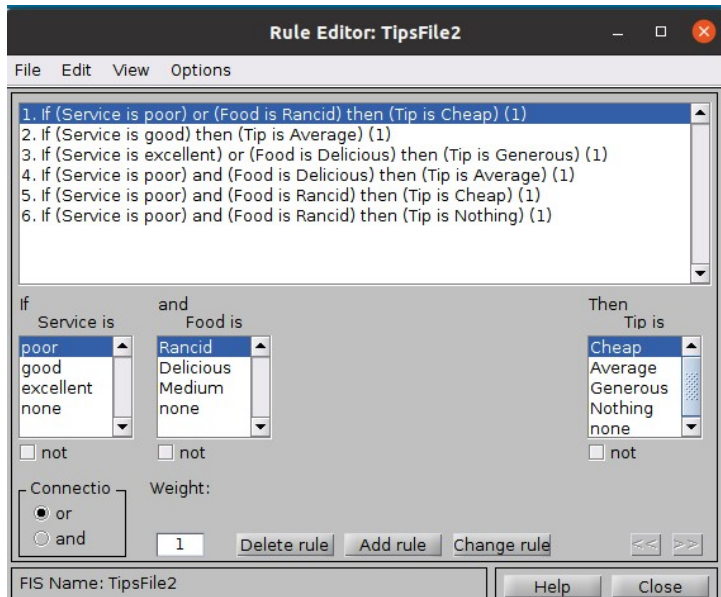 Rule Editor: TipsFile2
File Edit View Options
1. If (Service is poor) or (Food is Rancid) then (Tip is Cheap) (1)
2. If (Service is good) then (Tip is Average) (1)
3. If (Service is excellent) or (Food is Delicious) then (Tip is Generous) (1)
4. If (Service is poor) and (Food is Delicious) then (Tip is Average) (1)
5. If (Service is poor) and (Food is Rancid) then (Tip is Cheap) (1)
6. If (Service is poor) and (Food is Rancid) then (Tip is Nothing) (1)
If and Then
Service is Food is Tip is
poor Rancid Cheap
good Delicious Average
excellent Medium Generous
none none Nothing
none
not not not
Connectio Weight:
or
and 1 Delete rule Add rule Change rule << >>
FIS Name: TipsFile2 Help Close